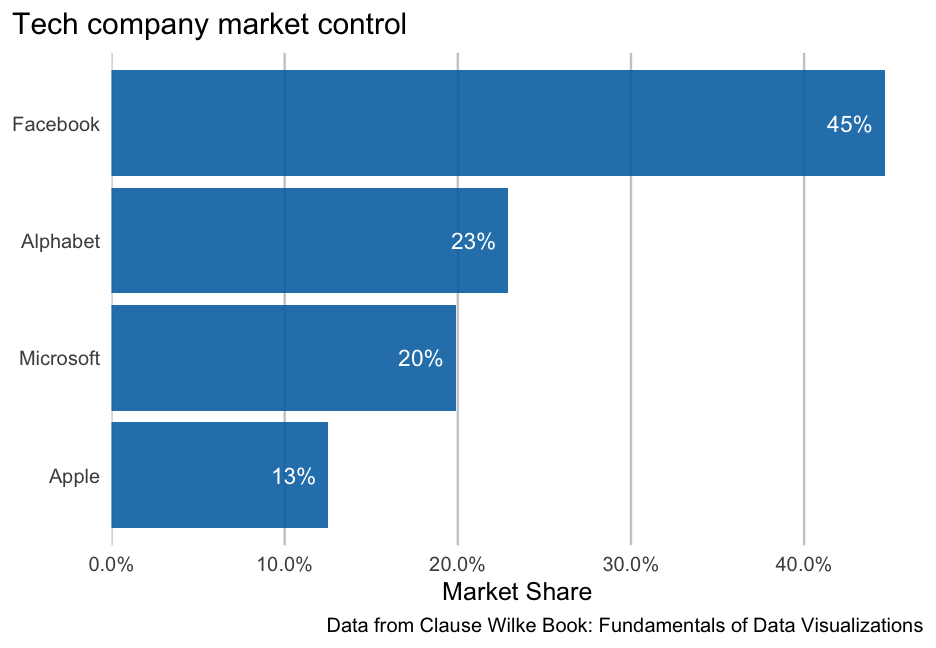 Tech company market control
Facebook
45%
Alphabet
23%
Microsoft
20%
Apple
13%
0.0% 10.0% 20.0% 30.0% 40.0%
Market Share
Data from Clause Wilke Book: Fundamentals of Data Visualizations